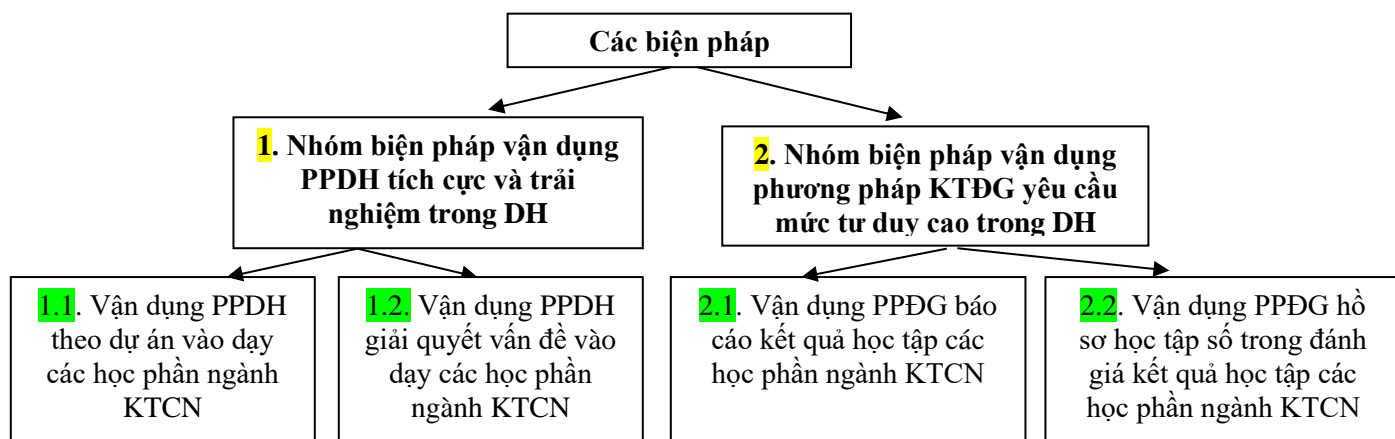 Các biện pháp
1. Nhóm biện pháp vận dụng
PPDH tích cực và trải
nghiệm trong DH
2. Nhóm biện pháp vận dụng
phương pháp KTĐG yêu cầu
mức tư duy cao trong DH
1.1. Vận dụng PPDH
theo dự án vào dạy
các học phần ngành
KTCN
1.2. Vận dụng PPDH
giải quyết vấn đề vào
dạy các học phần
ngành KTCN
2.1. Vận dụng PPĐG báo
cáo kết quả học tập các
học phần ngành KTCN
2.2. Vận dụng PPĐG hồ
sơ học tập số trong đánh
giá kết quả học tập các
học phần ngành KTCN